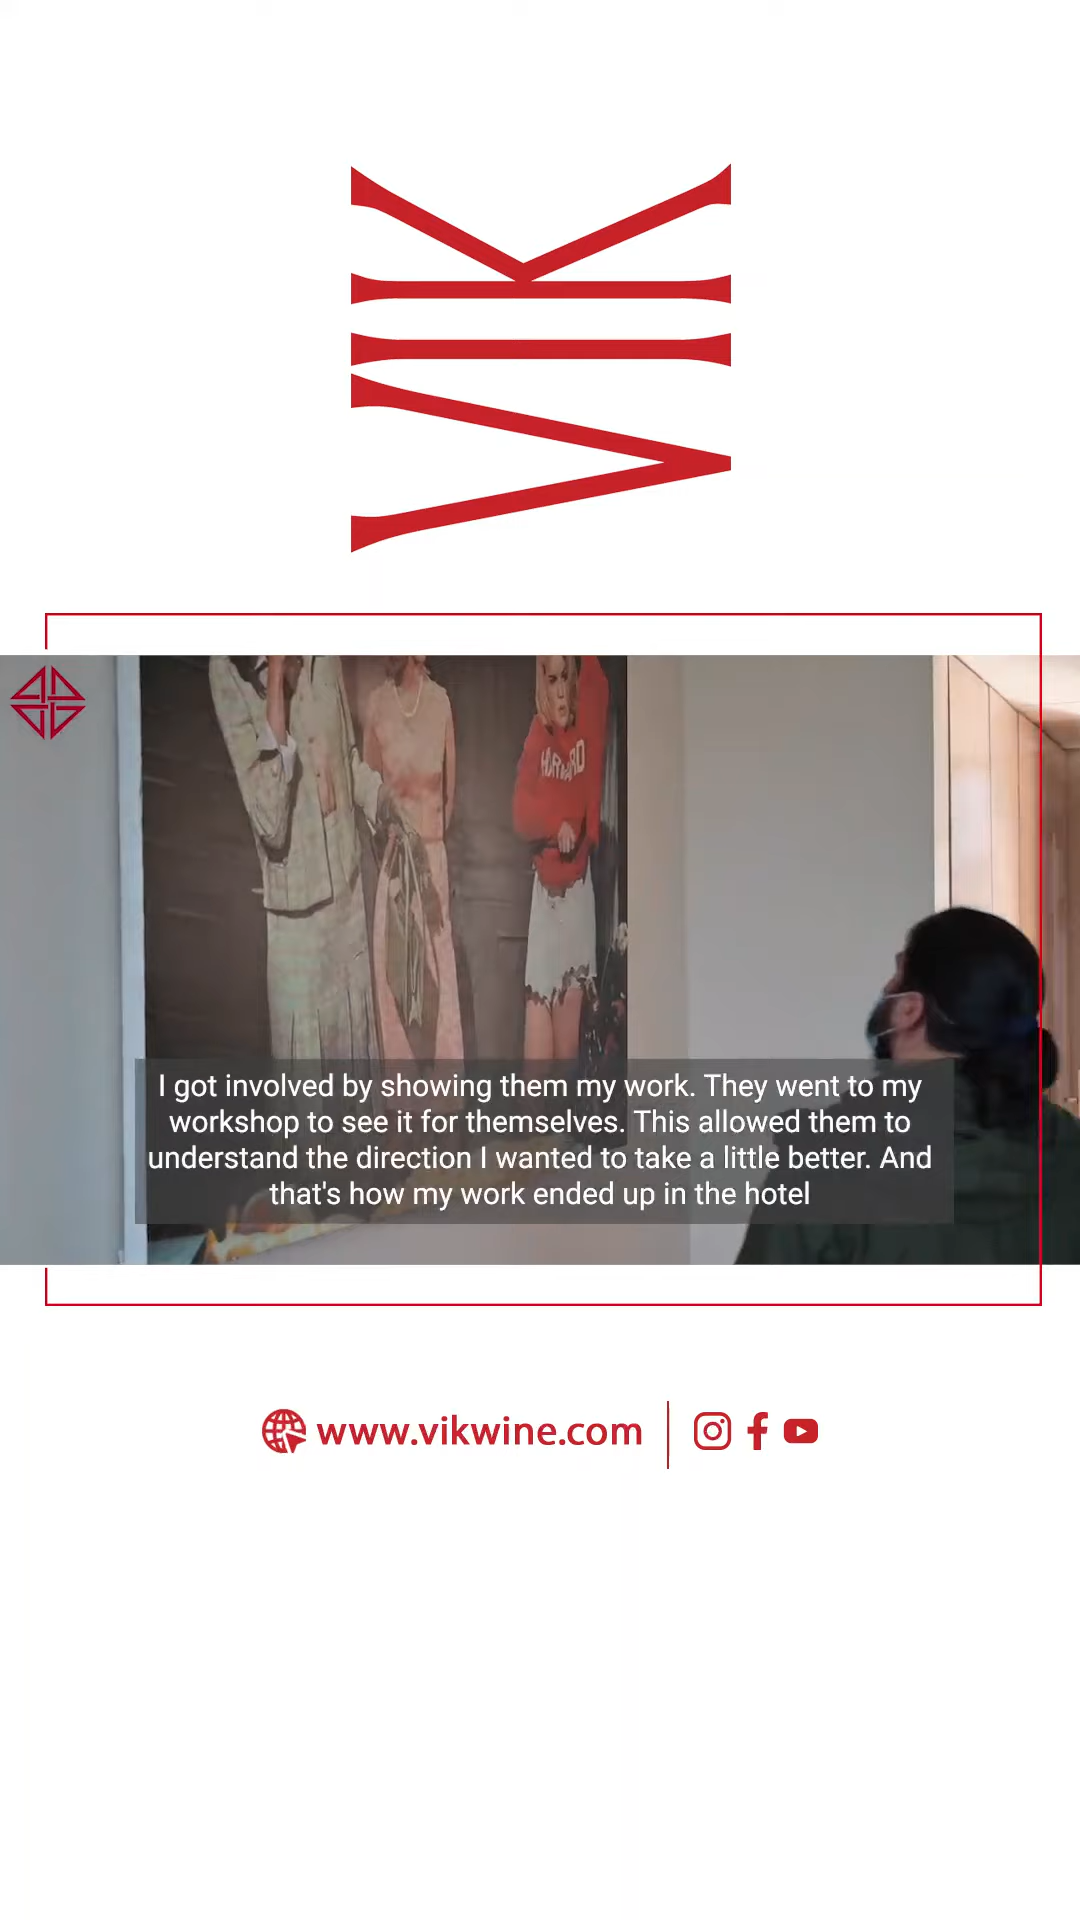 VIK
HARVARD
I got involved by showing them my work. They went to my
workshop to see it for themselves. This allowed them to
understand the direction I wanted to take a little better. And
that's how my work ended up in the hotel
www.vikwine.com